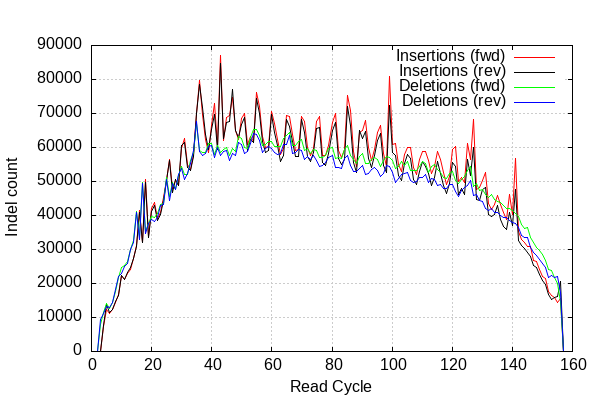 90000
80000
70000
60000
50000
40000
30000
20000
10000
0
Indel count
Insertions (fwd)
Insertions (rev)
Deletions (fwd)
Deletions (rev)
0 20 40 60 80 100 120 140 160
Read Cycle